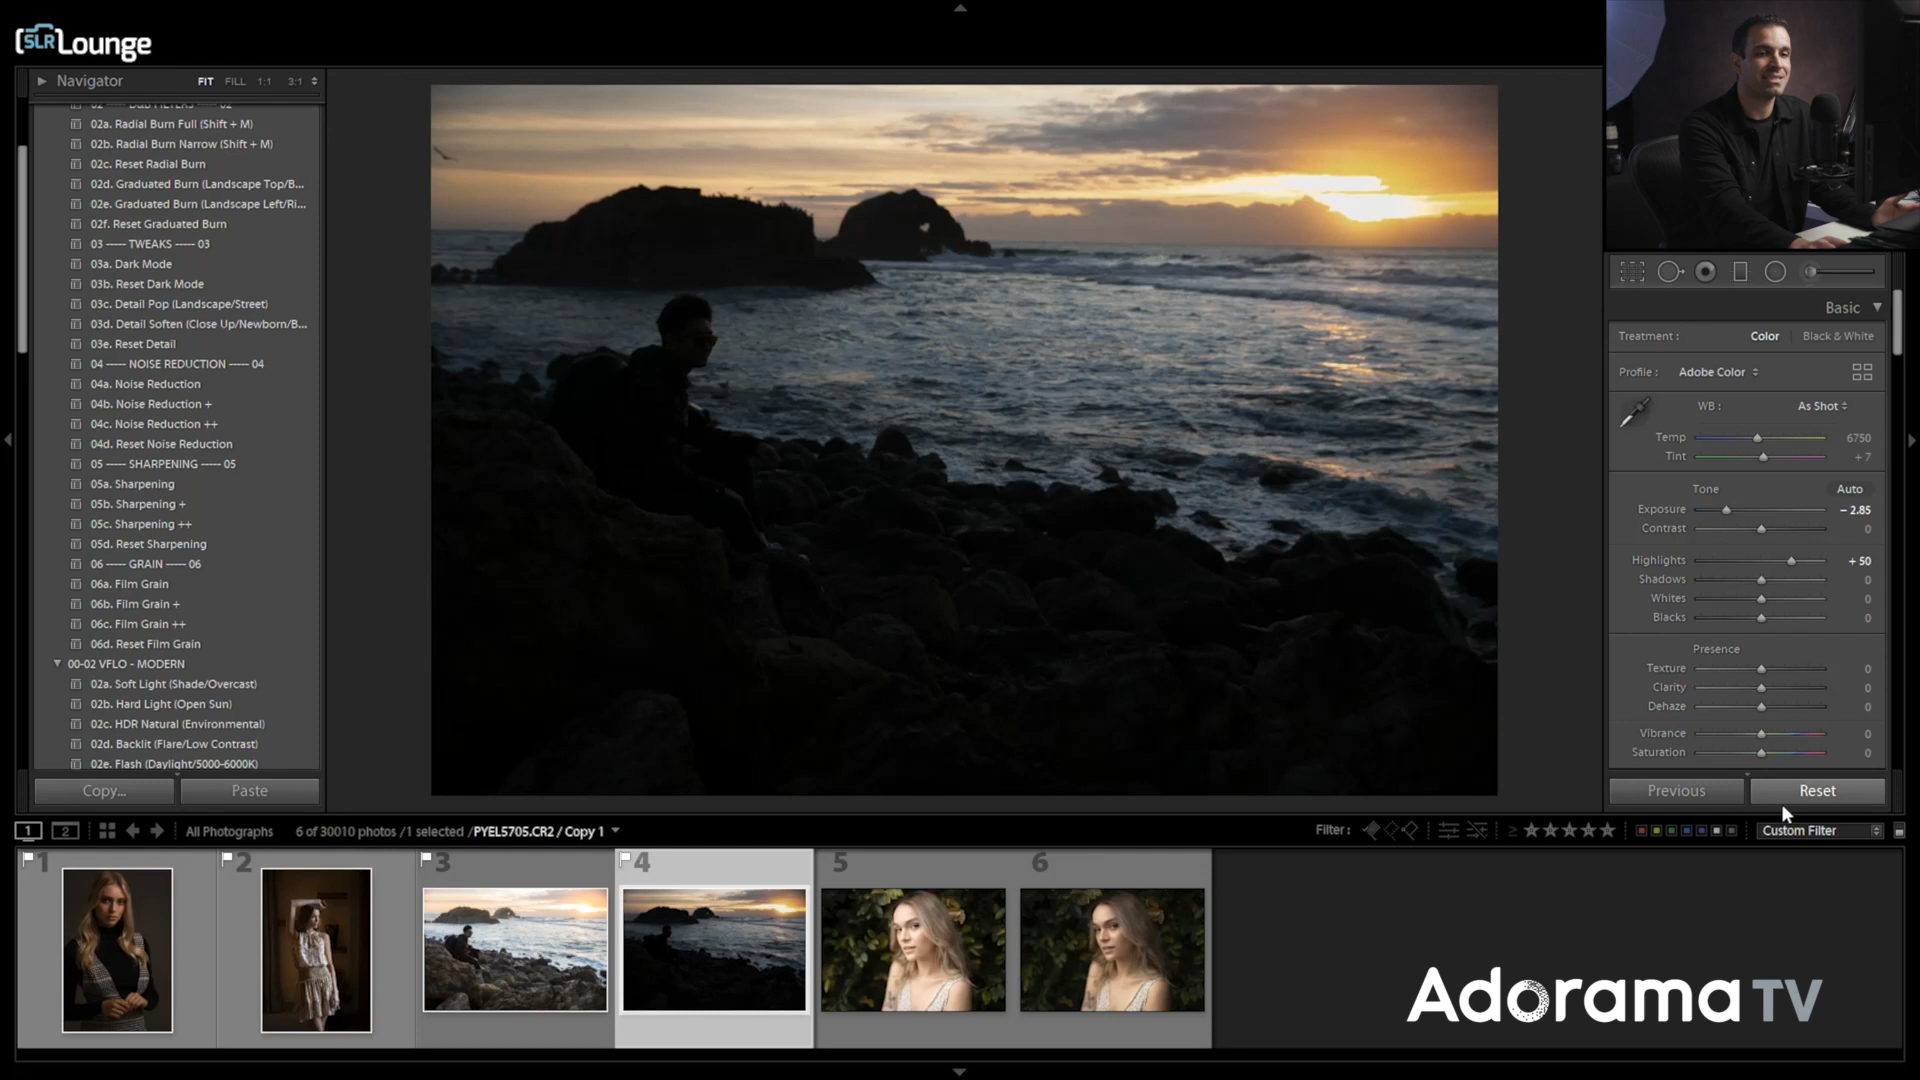 SLR Lounge
Navigator FIT FILL 1:1 3:1
02 ----- D&B FILTERS ----- 02
02a. Radial Burn Full (Shift + M)
02b. Radial Burn Narrow (Shift + M)
02c. Reset Radial Burn
02d. Graduated Burn (Landscape Top/B...
02e. Graduated Burn (Landscape Left/Ri...
02f. Reset Graduated Burn
03 ----- TWEAKS ----- 03
03a. Dark Mode
03b. Reset Dark Mode
03c. Detail Pop (Landscape/Street)
03d. Detail Soften (Close Up/Newborn/B...
03e. Reset Detail
04 ----- NOISE REDUCTION ----- 04
04a. Noise Reduction
04b. Noise Reduction +
04c. Noise Reduction ++
04d. Reset Noise Reduction
05 ----- SHARPENING ----- 05
05a. Sharpening
05b. Sharpening +
05c. Sharpening ++
05d. Reset Sharpening
06 ----- GRAIN ----- 06
06a. Film Grain
06b. Film Grain +
06c. Film Grain ++
06d. Reset Film Grain
00-02 VFLO - MODERN
02a. Soft Light (Shade/Overcast)
02b. Hard Light (Open Sun)
02c. HDR Natural (Environmental)
02d. Backlit (Flare/Low Contrast)
02e. Flash (Daylight/5000-6000K)
Copy... Paste
Basic
Treatment : Color Black & White
Profile : Adobe Color
WB : As Shot
Temp 6750
Tint + 7
Tone Auto
Exposure − 2.85
Contrast 0
Highlights + 50
Shadows 0
Whites 0
Blacks 0
Presence
Texture 0
Clarity 0
Dehaze 0
Vibrance 0
Saturation 0
Previous Reset
1 2 All Photographs 6 of 30010 photos /1 selected /PYEL5705.CR2 / Copy 1 Filter : ≥ Custom Filter
1 2 3 4 5 6
Adorama TV